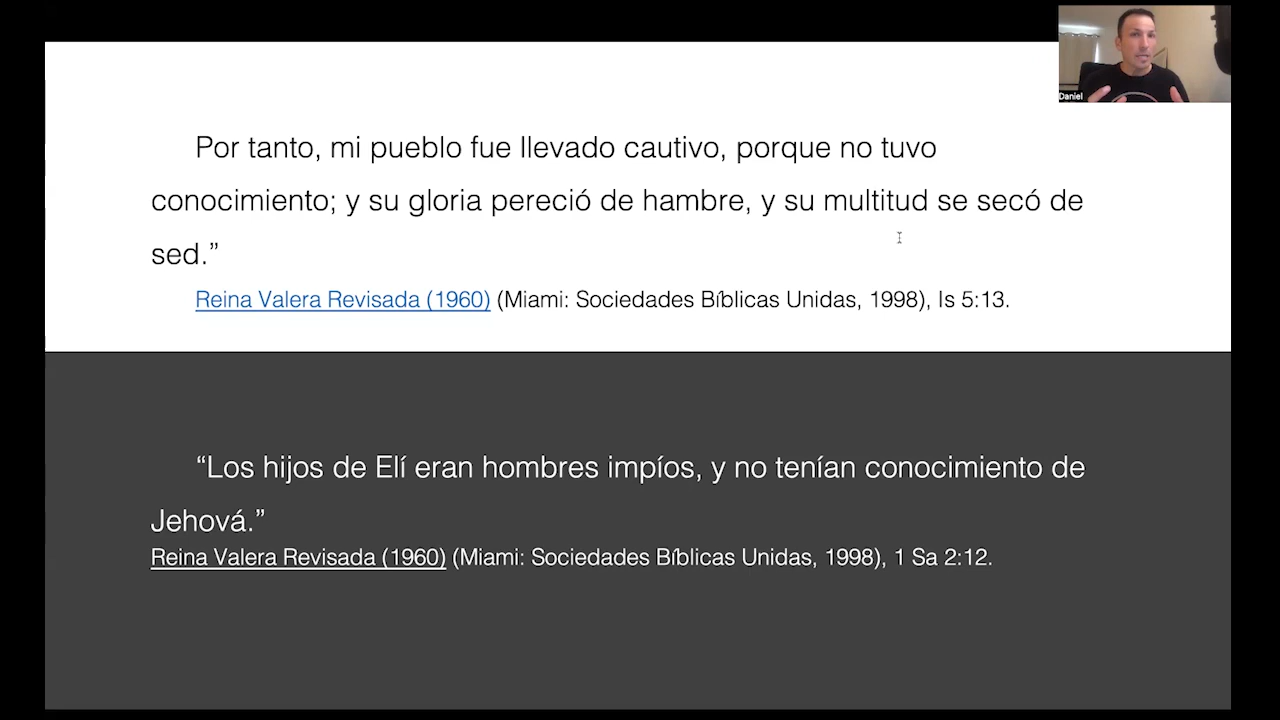 Daniel
Por tanto, mi pueblo fue llevado cautivo, porque no tuvo
conocimiento; y su gloria pereció de hambre, y su multitud se secó de
sed.”
Reina Valera Revisada (1960) (Miami: Sociedades Bíblicas Unidas, 1998), Is 5:13.
“Los hijos de Elí eran hombres impíos, y no tenían conocimiento de
Jehová.”
Reina Valera Revisada (1960) (Miami: Sociedades Bíblicas Unidas, 1998), 1 Sa 2:12.